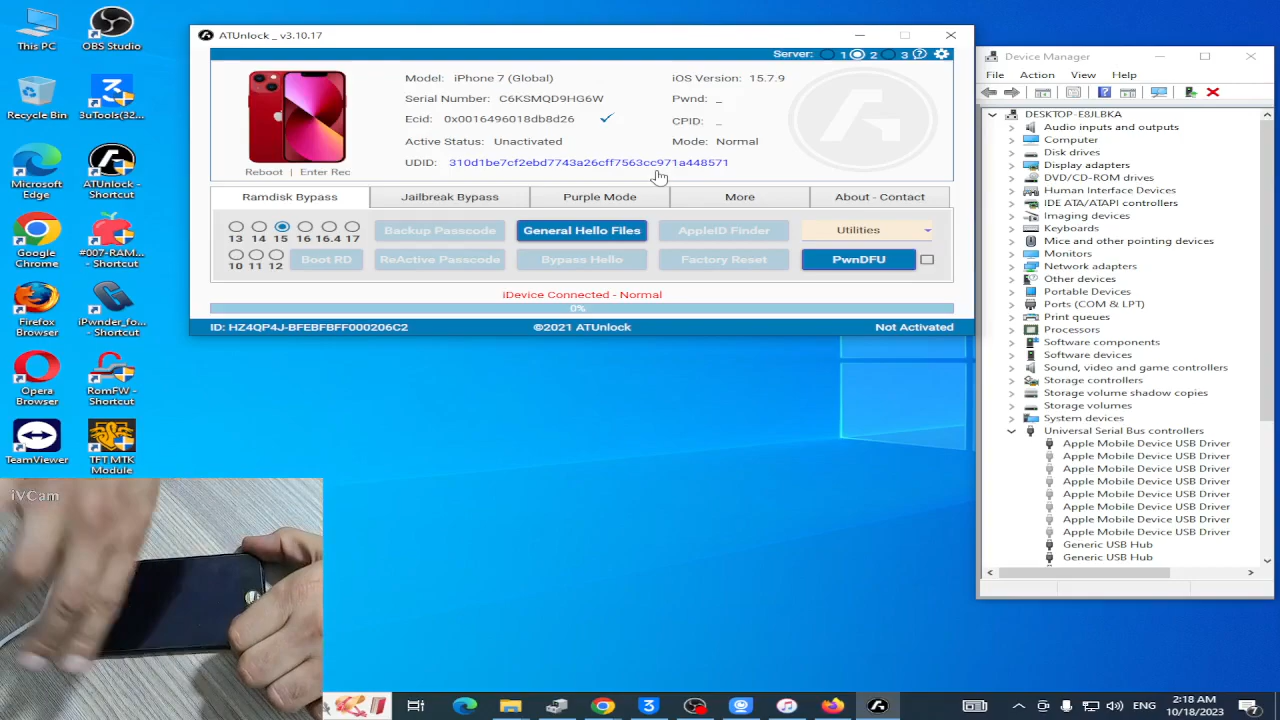 This PC
OBS Studio
Recycle Bin
3uTools(32...
Microsoft Edge
ATUnlock - Shortcut
Google Chrome
#007-RAM... - Shortcut
Firefox Browser
iPwnder_fo... - Shortcut
Opera Browser
RomFW - Shortcut
TeamViewer
TFT MTK Module
ATUnlock _ v3.10.17
Server: 1 2 3
Model: iPhone 7 (Global)
iOS Version: 15.7.9
Serial Number: C6KSMQD9HG6W
Pwnd: _
Ecid: 0x0016496018db8d26
CPID: _
Active Status: Unactivated
Mode: Normal
UDID: 310d1be7cf2ebd7743a26cff7563cc971a448571
Reboot | Enter Rec
Ramdisk Bypass
Jailbreak Bypass
Purple Mode
More
About - Contact
13 14 15 16 16.4 17
Backup Passcode
General Hello Files
AppleID Finder
Utilities
10 11 12
Boot RD
ReActive Passcode
Bypass Hello
Factory Reset
PwnDFU
iDevice Connected - Normal
0%
ID: HZ4QP4J-BFEBFBFF000206C2
©2021 ATUnlock
Not Activated
Device Manager
File Action View Help
DESKTOP-E8JLBKA
Audio inputs and outputs
Computer
Disk drives
Display adapters
DVD/CD-ROM drives
Human Interface Devices
IDE ATA/ATAPI controllers
Imaging devices
Keyboards
Mice and other pointing devices
Monitors
Network adapters
Other devices
Portable Devices
Ports (COM & LPT)
Print queues
Processors
Software components
Software devices
Sound, video and game controllers
Storage controllers
Storage volume shadow copies
Storage volumes
System devices
Universal Serial Bus controllers
Apple Mobile Device USB Driver
Apple Mobile Device USB Driver
Apple Mobile Device USB Driver
Apple Mobile Device USB Driver
Apple Mobile Device USB Driver
Apple Mobile Device USB Driver
Apple Mobile Device USB Driver
Apple Mobile Device USB Driver
Generic USB Hub
Generic USB Hub
iVCam
ENG
2:18 AM
10/18/2023
7